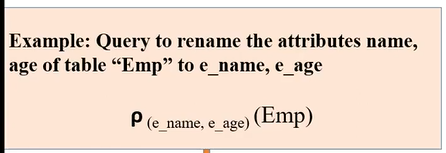 Example: Query to rename the attributes name,
age of table “Emp” to e_name, e_age
ρ (e_name, e_age) (Emp)